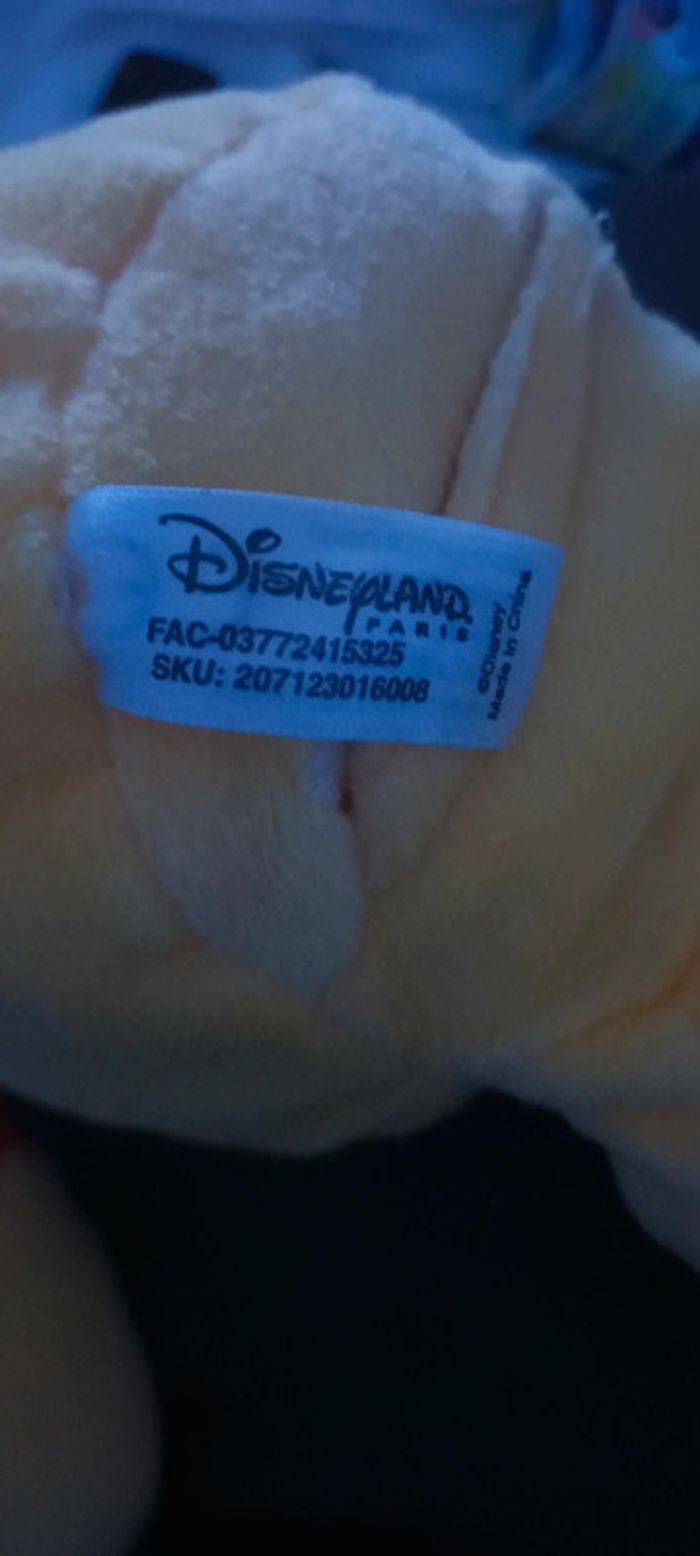 Disneyland
PARIS
FAC-03772415325
SKU: 207123016008
©Disney
Made in China